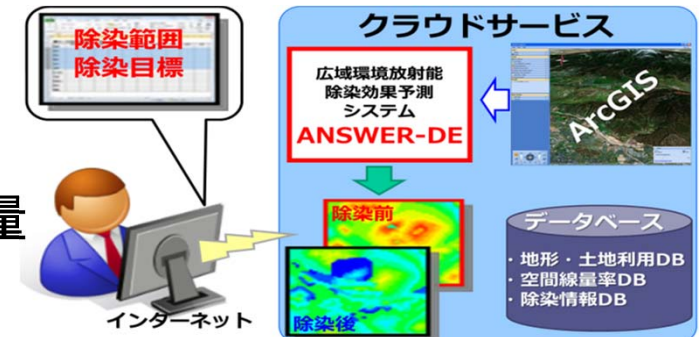 除染範囲
除染目標
量
インターネット
クラウドサービス
広域環境放射能
除染効果予測
システム
ANSWER-DE
ArcGIS
除染前
除染後
データベース
・地形・土地利用DB
・空間線量率DB
・除染情報DB